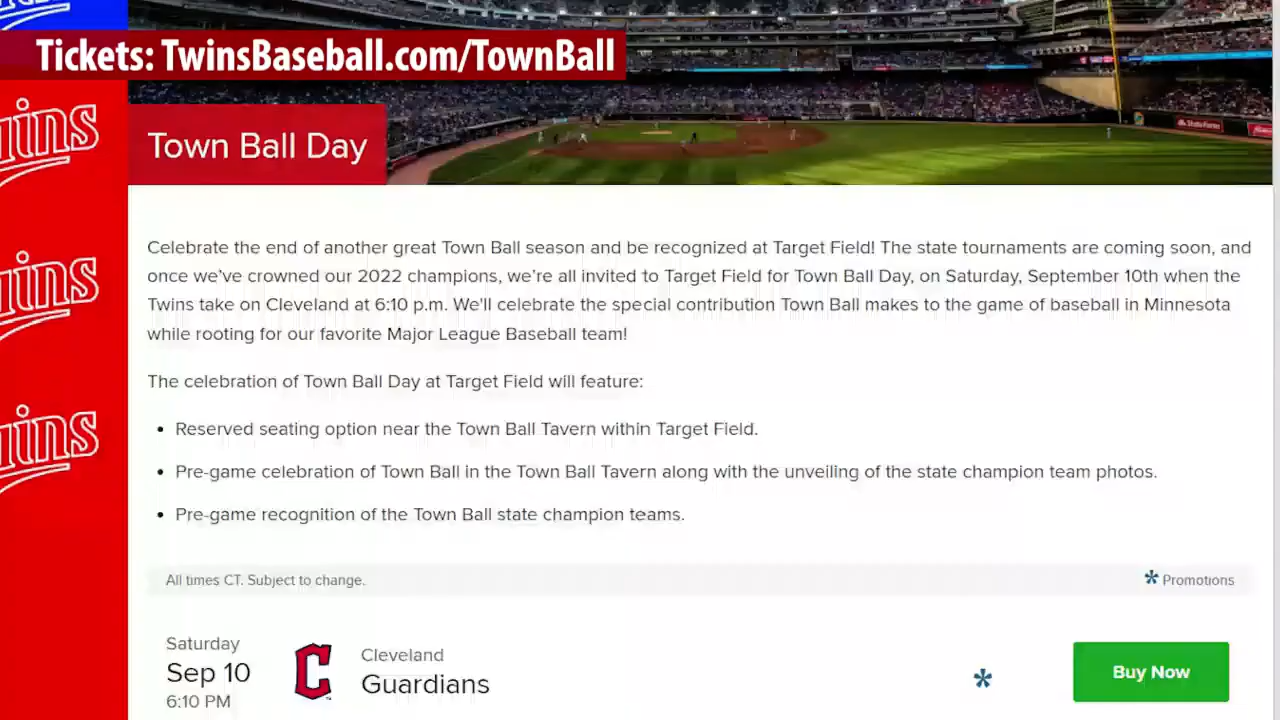 Tickets: TwinsBaseball.com/TownBall
Town Ball Day
Celebrate the end of another great Town Ball season and be recognized at Target Field! The state tournaments are coming soon, and
once we've crowned our 2022 champions, we're all invited to Target Field for Town Ball Day, on Saturday, September 10th when the
Twins take on Cleveland at 6:10 p.m. We'll celebrate the special contribution Town Ball makes to the game of baseball in Minnesota
while rooting for our favorite Major League Baseball team!
The celebration of Town Ball Day at Target Field will feature:
• Reserved seating option near the Town Ball Tavern within Target Field.
• Pre-game celebration of Town Ball in the Town Ball Tavern along with the unveiling of the state champion team photos.
• Pre-game recognition of the Town Ball state champion teams.
All times CT. Subject to change.
* Promotions
Saturday
Sep 10
6:10 PM
C
Cleveland
Guardians
*
Buy Now